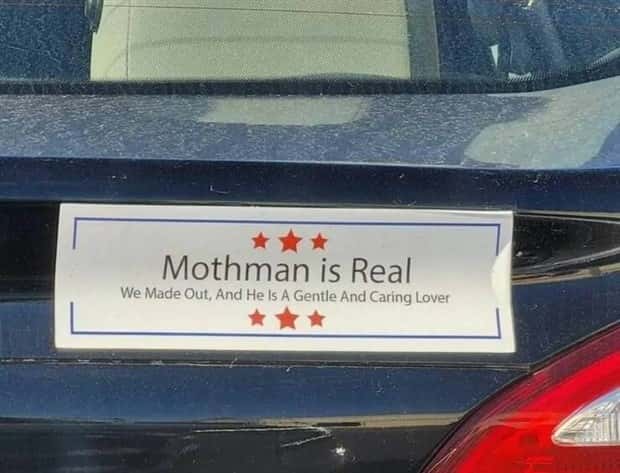 Mothman is Real
We Made Out, And He Is A Gentle And Caring Lover